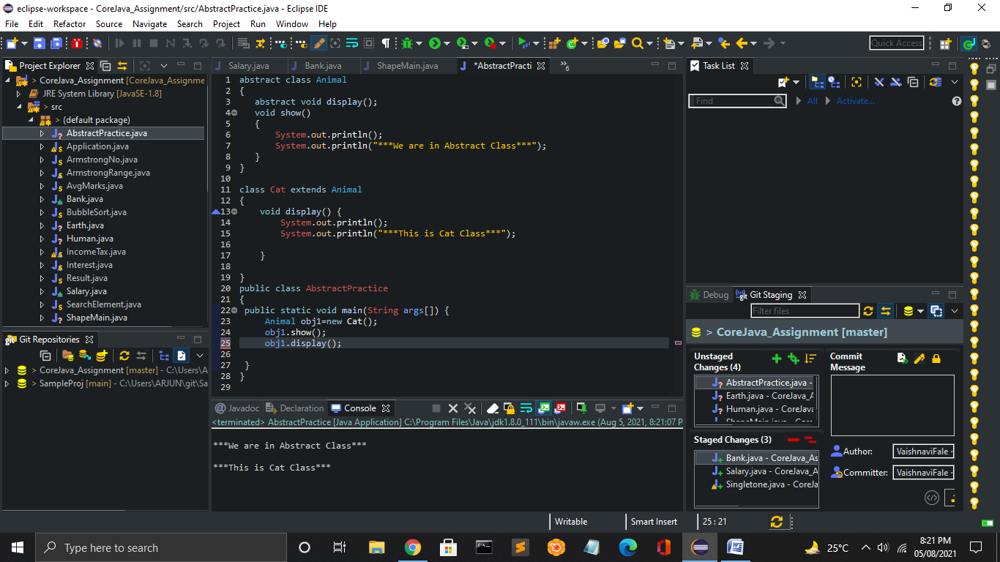 eclipse-workspace - CoreJava_Assignment/src/AbstractPractice.java - Eclipse IDE
File Edit Refactor Source Navigate Search Project Run Window Help
Quick Access
Project Explorer
> CoreJava_Assignment [CoreJava_Assignme
JRE System Library [JavaSE-1.8]
> src
> (default package)
AbstractPractice.java
Application.java
ArmstrongNo.java
ArmstrongRange.java
AvgMarks.java
Bank.java
BubbleSort.java
Earth.java
Human.java
IncomeTax.java
Interest.java
Result.java
Salary.java
SearchElement.java
ShapeMain.java
Git Repositories
> CoreJava_Assignment [master] - C:\Users\A
> SampleProj [main] - C:\Users\ARJUN\git\Sa
Salary.java Bank.java ShapeMain.java *AbstractPracti »6
1 abstract class Animal
2 {
3 abstract void display();
4 void show()
5 {
6 System.out.println();
7 System.out.println("***We are in Abstract Class***");
8 }
9 }
10
11 class Cat extends Animal
12 {
13 void display() {
14 System.out.println();
15 System.out.println("***This is Cat Class***");
16
17 }
18
19 }
20 public class AbstractPractice
21 {
22 public static void main(String args[]) {
23 Animal obj1=new Cat();
24 obj1.show();
25 obj1.display();
26
27 }
28 }
29
@ Javadoc Declaration Console
<terminated> AbstractPractice [Java Application] C:\Program Files\Java\jdk1.8.0_111\bin\javaw.exe (Aug 5, 2021, 8:21:07 P
***We are in Abstract Class***
***This is Cat Class***
Task List
Find All Activate...
Debug Git Staging
Filter files
> CoreJava_Assignment [master]
Unstaged Changes (4)
AbstractPractice.java -
Earth.java - CoreJava_A
Human.java - CoreJava
ShapeMain.java - Core
Staged Changes (3)
Bank.java - CoreJava_As
Salary.java - CoreJava_A
Singletone.java - CoreJa
Commit Message
Author: VaishnaviFale
Committer: VaishnaviFale
Writable Smart Insert 25 : 21
Type here to search
25°C
8:21 PM
05/08/2021